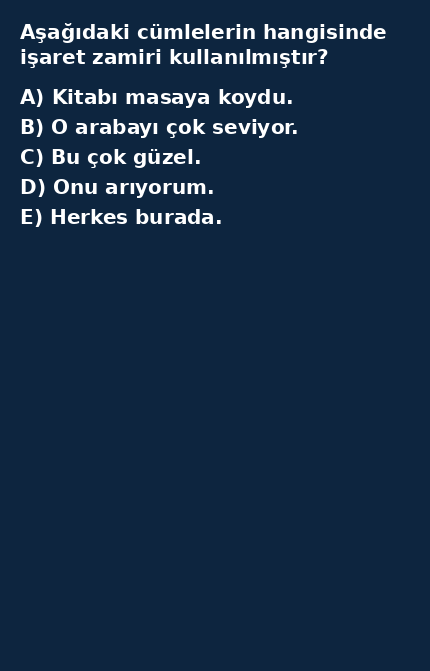 Aşağıdaki cümlelerin hangisinde
işaret zamiri kullanılmıştır?
A) Kitabı masaya koydu.
B) O arabayı çok seviyor.
C) Bu çok güzel.
D) Onu arıyorum.
E) Herkes burada.